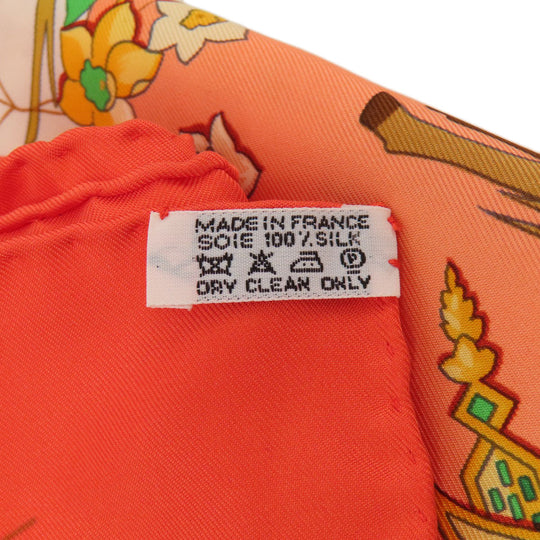 MADE IN FRANCE
SOIE 100% SILK
P
DRY CLEAN ONLY